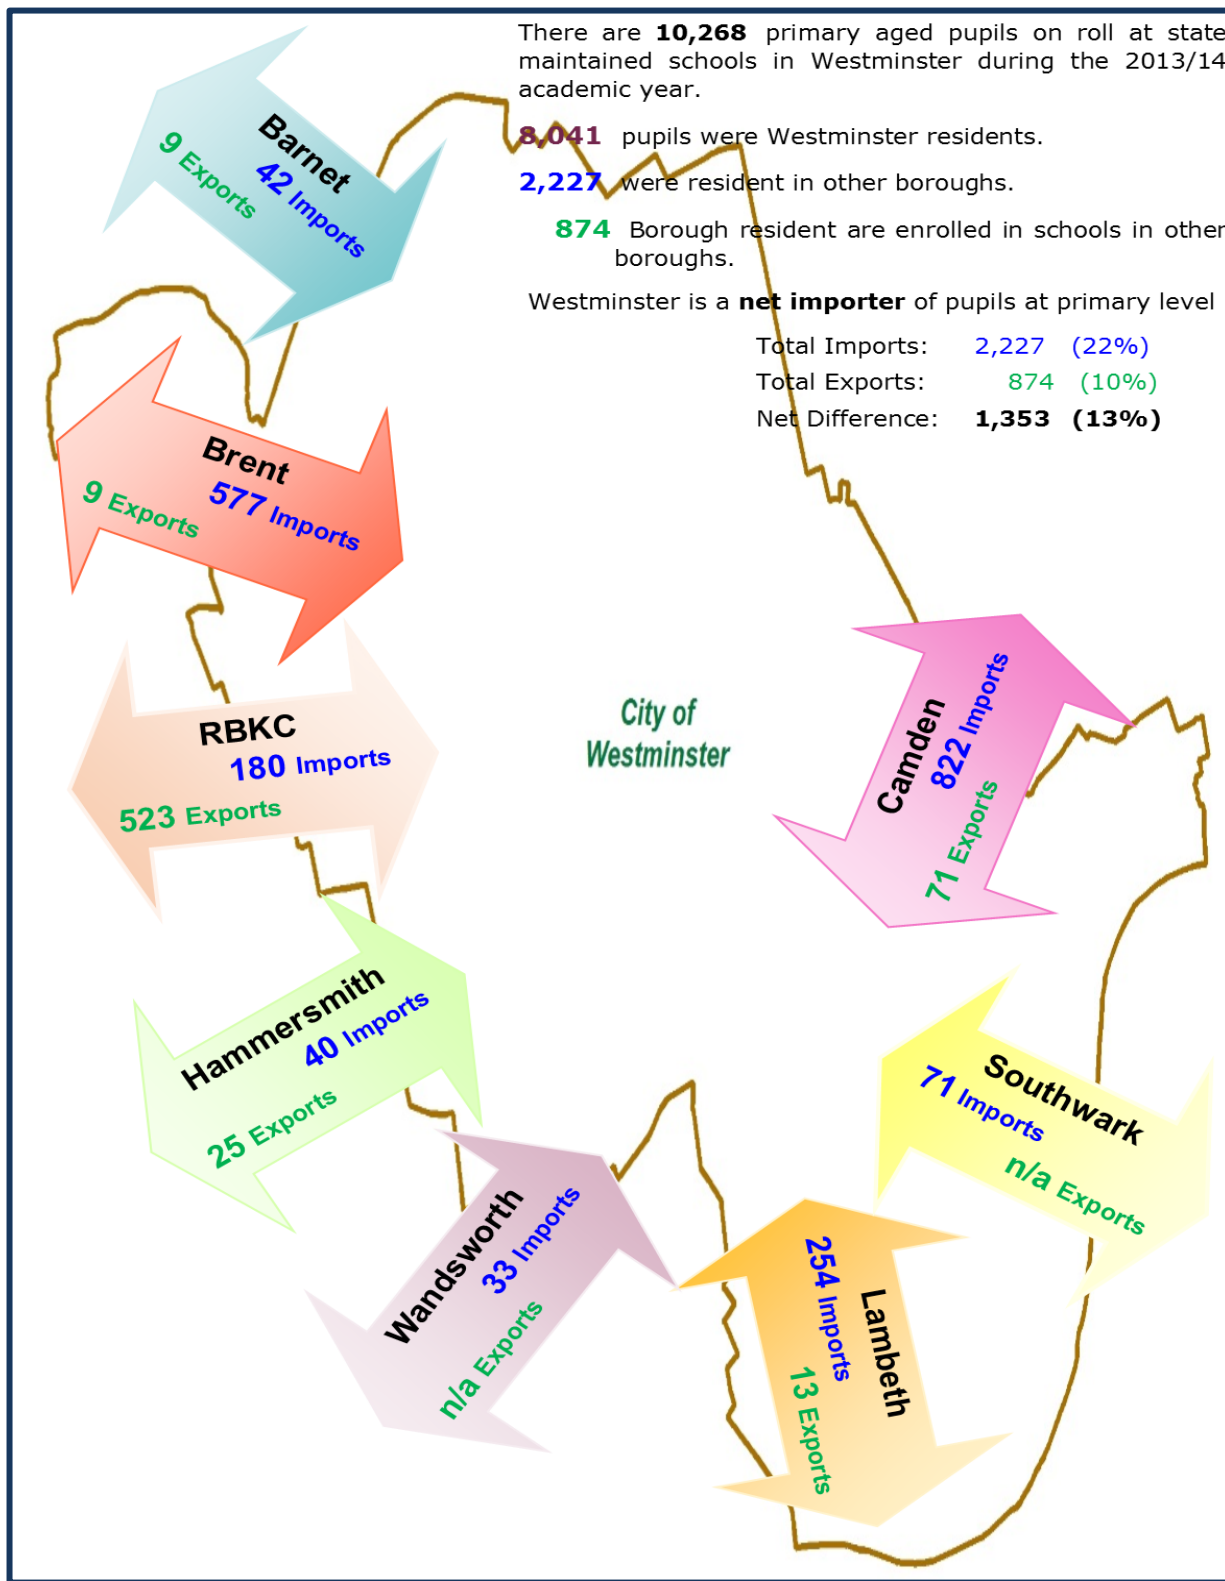 There are 10,268 primary aged pupils on roll at state
maintained schools in Westminster during the 2013/14
academic year.
8,041 pupils were Westminster residents.
2,227 were resident in other boroughs.
874 Borough resident are enrolled in schools in other
boroughs.
Westminster is a net importer of pupils at primary level
Total Imports: 2,227 (22%)
Total Exports: 874 (10%)
Net Difference: 1,353 (13%)
Barnet
42 Imports
9 Exports
Brent
577 Imports
9 Exports
RBKC
180 Imports
523 Exports
City of
Westminster
Camden
822 Imports
71 Exports
Hammersmith
40 Imports
25 Exports
Southwark
71 Imports
n/a Exports
Wandsworth
33 Imports
n/a Exports
Lambeth
254 Imports
13 Exports